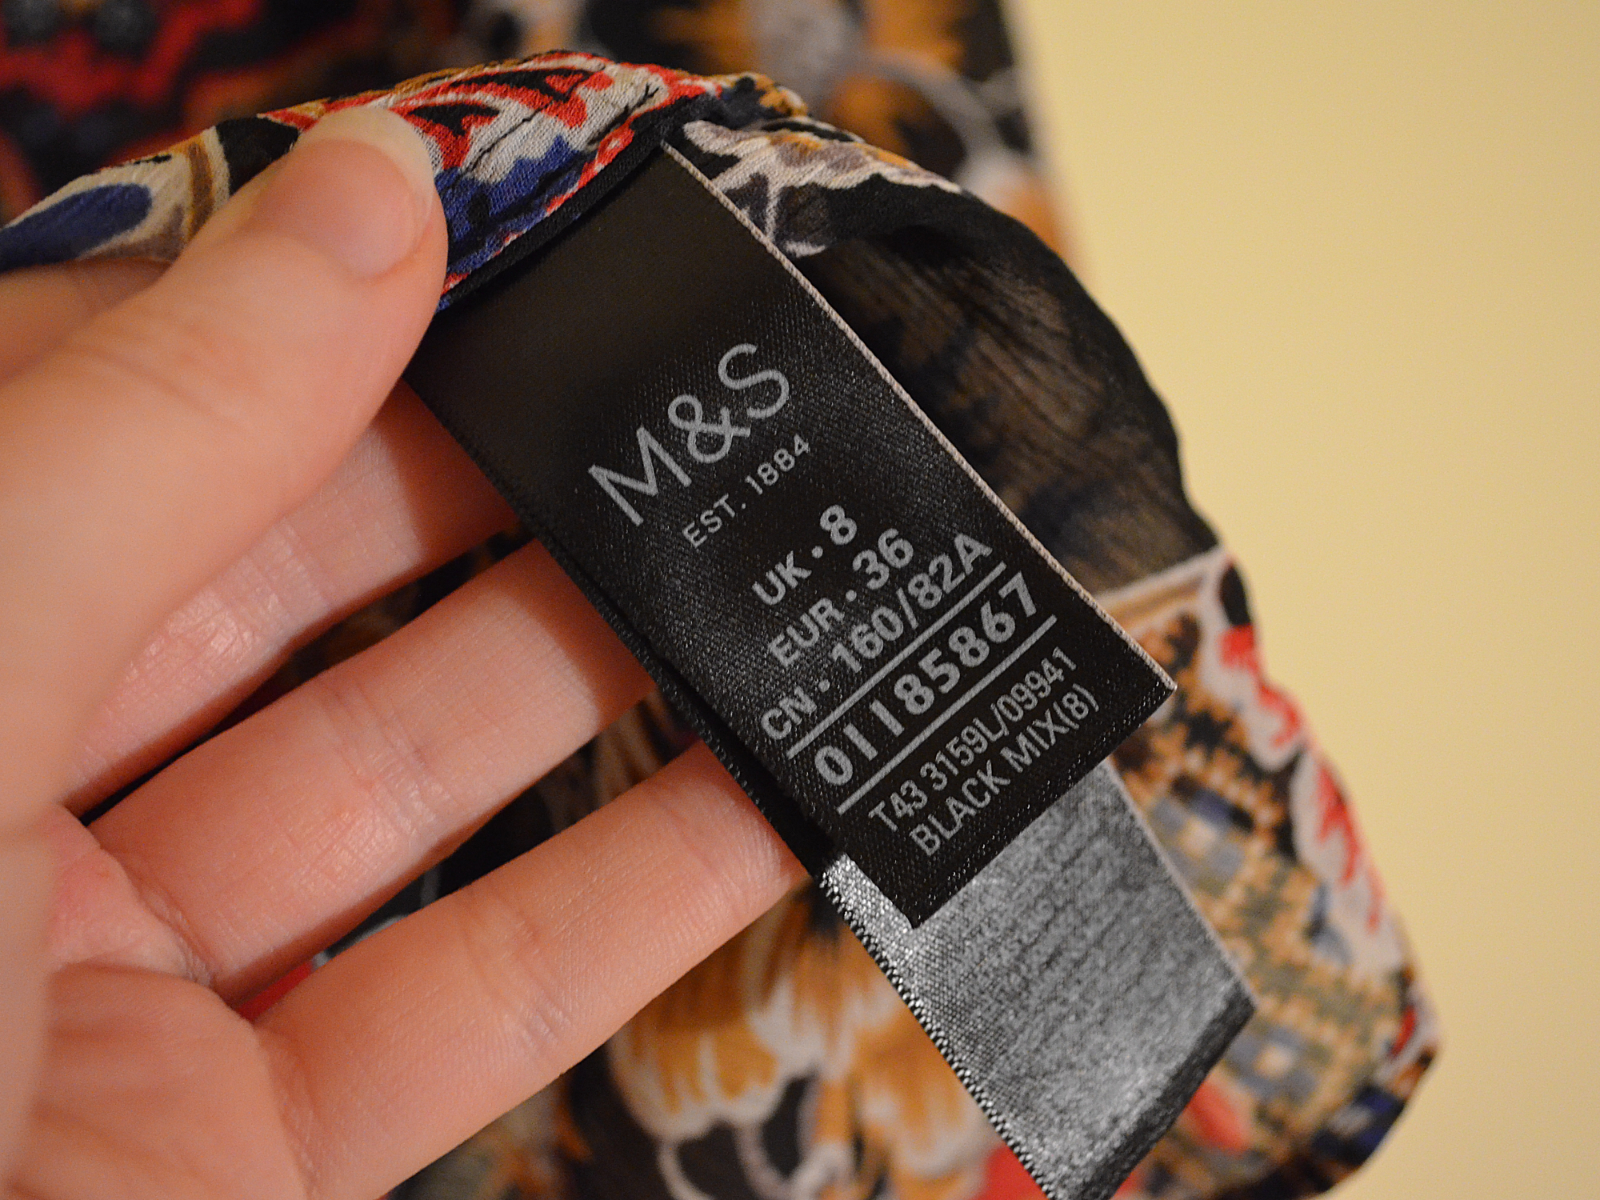 M&S
EST. 1884
UK · 8
EUR · 36
CN · 160/82A
01185867
T43 3159L/09941
BLACK MIX(8)